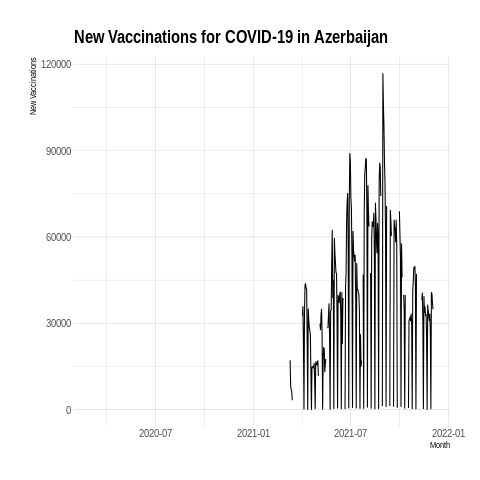 New Vaccinations for COVID-19 in Azerbaijan
New Vaccinations
120000
90000
60000
30000
0
2020-07 2021-01 2021-07 2022-01
Month